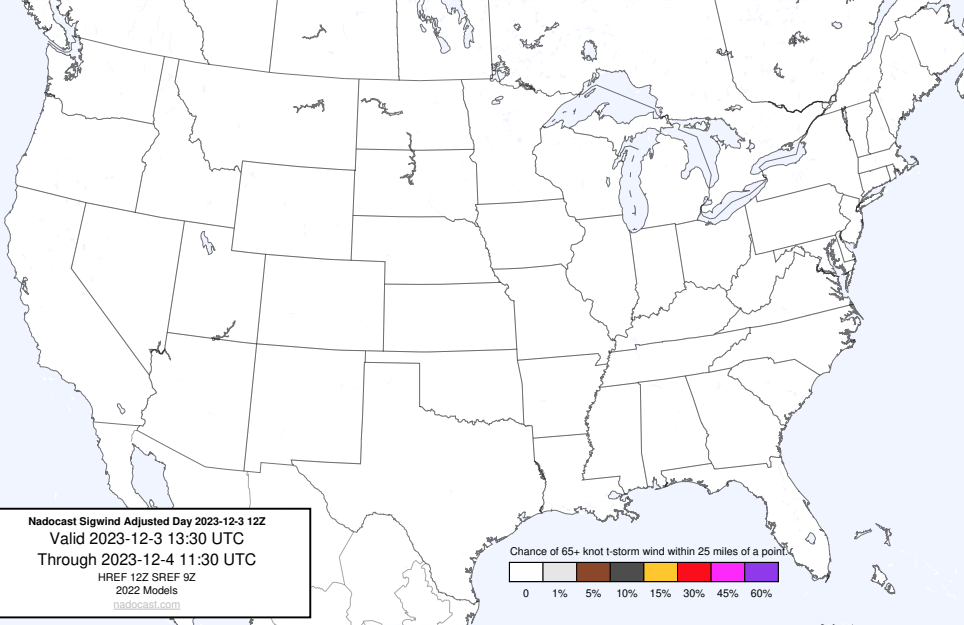 Nadocast Sigwind Adjusted Day 2023-12-3 12Z
Valid 2023-12-3 13:30 UTC
Through 2023-12-4 11:30 UTC
HREF 12Z SREF 9Z
2022 Models
nadocast.com
Chance of 65+ knot t-storm wind within 25 miles of a point.
0 1% 5% 10% 15% 30% 45% 60%